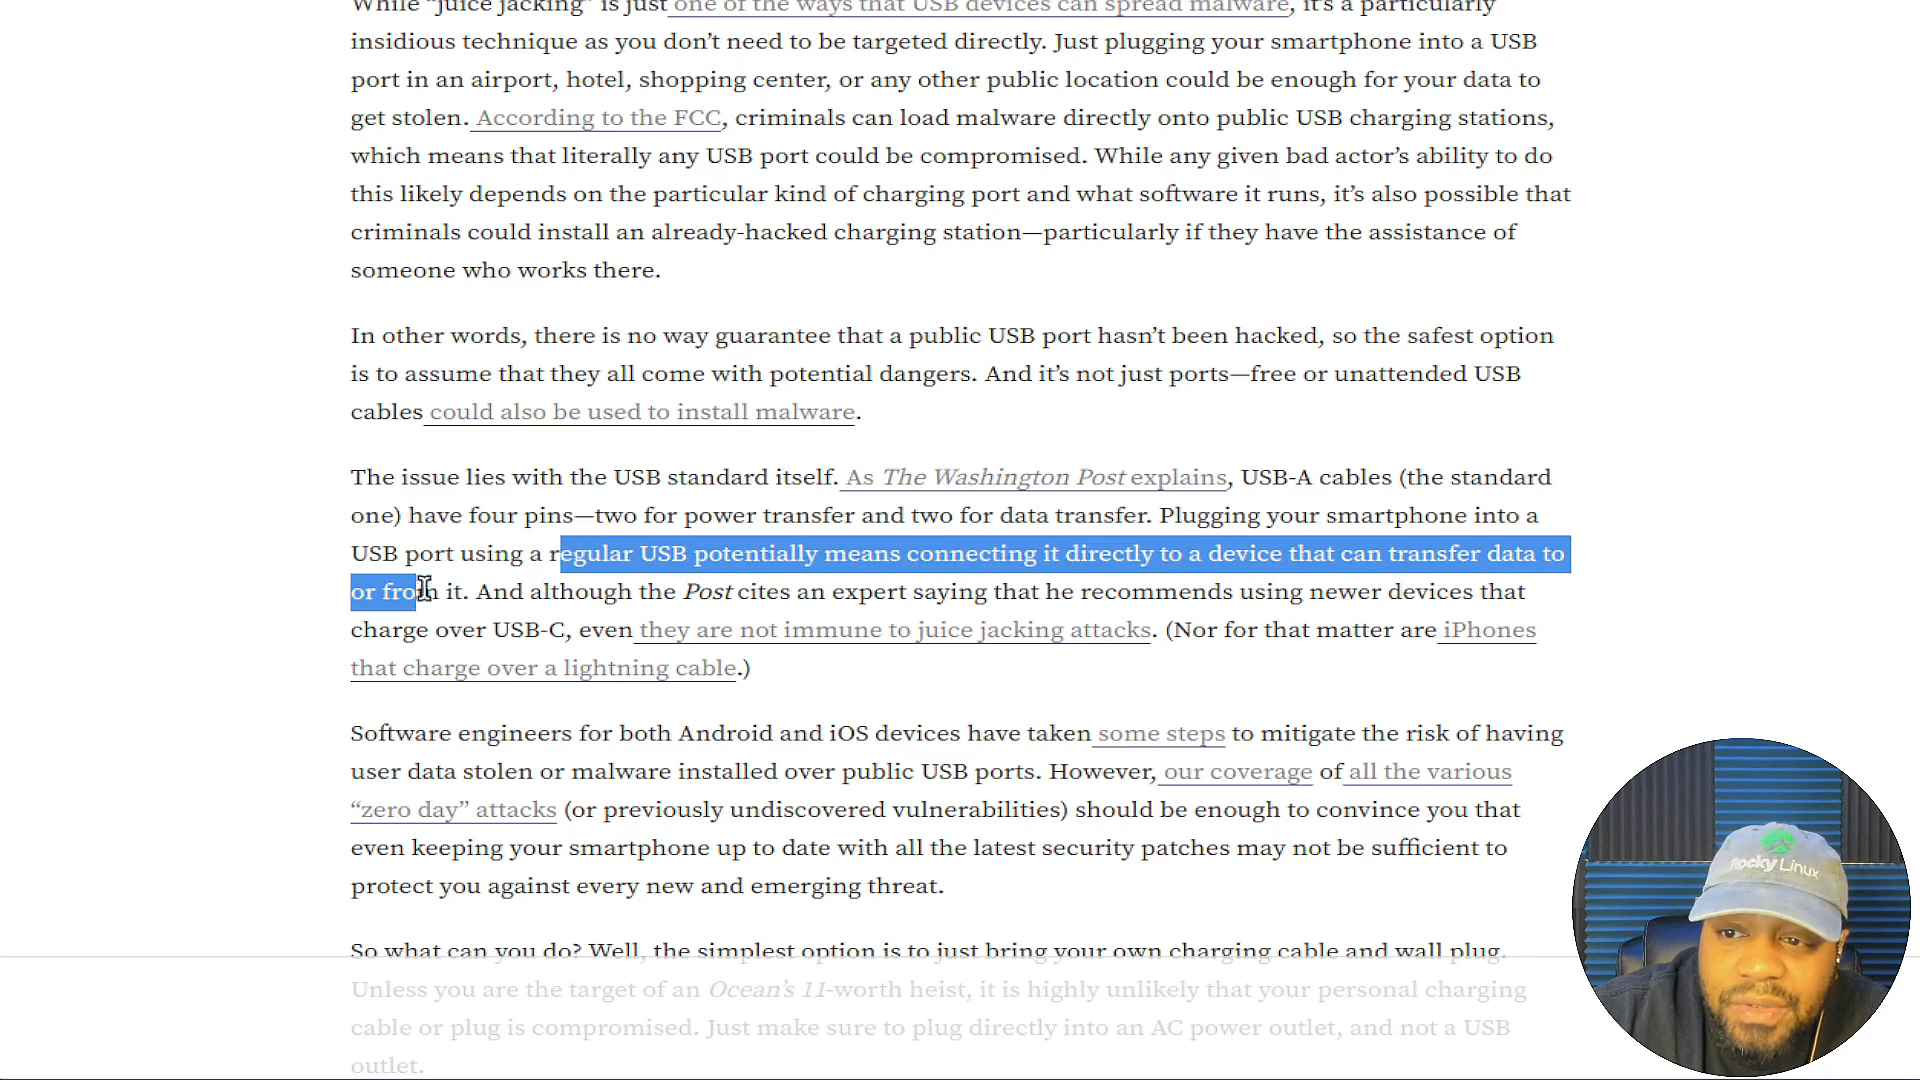 While “juice jacking” is just one of the ways that USB devices can spread malware, it’s a particularly
insidious technique as you don’t need to be targeted directly. Just plugging your smartphone into a USB
port in an airport, hotel, shopping center, or any other public location could be enough for your data to
get stolen. According to the FCC, criminals can load malware directly onto public USB charging stations,
which means that literally any USB port could be compromised. While any given bad actor’s ability to do
this likely depends on the particular kind of charging port and what software it runs, it’s also possible that
criminals could install an already-hacked charging station—particularly if they have the assistance of
someone who works there.
In other words, there is no way guarantee that a public USB port hasn’t been hacked, so the safest option
is to assume that they all come with potential dangers. And it’s not just ports—free or unattended USB
cables could also be used to install malware.
The issue lies with the USB standard itself. As The Washington Post explains, USB-A cables (the standard
one) have four pins—two for power transfer and two for data transfer. Plugging your smartphone into a
USB port using a regular USB potentially means connecting it directly to a device that can transfer data to
or from it. And although the Post cites an expert saying that he recommends using newer devices that
charge over USB-C, even they are not immune to juice jacking attacks. (Nor for that matter are iPhones
that charge over a lightning cable.)
Software engineers for both Android and iOS devices have taken some steps to mitigate the risk of having
user data stolen or malware installed over public USB ports. However, our coverage of all the various
“zero day” attacks (or previously undiscovered vulnerabilities) should be enough to convince you that
even keeping your smartphone up to date with all the latest security patches may not be sufficient to
protect you against every new and emerging threat.
So what can you do? Well, the simplest option is to just bring your own charging cable and wall plug.
Unless you are the target of an Ocean’s 11-worth heist, it is highly unlikely that your personal charging
cable or plug is compromised. Just make sure to plug directly into an AC power outlet, and not a USB
outlet.
Rocky Linux